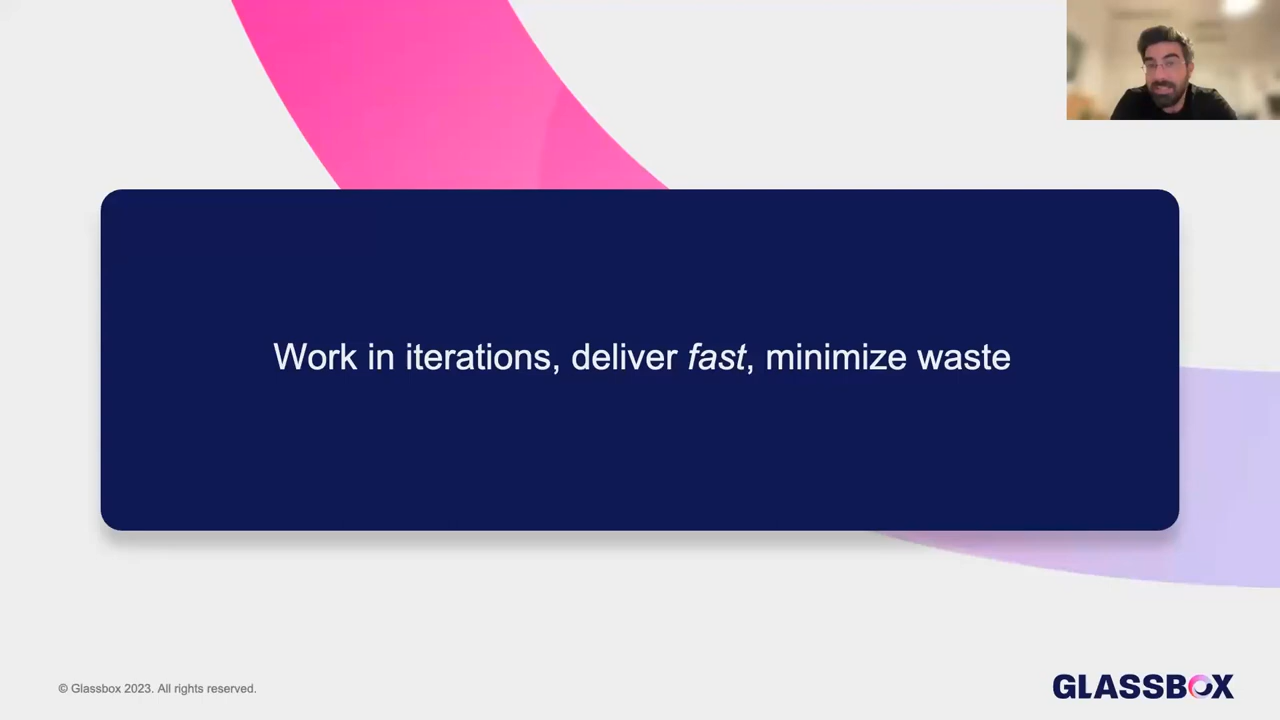 Work in iterations, deliver fast, minimize waste
© Glassbox 2023. All rights reserved.
GLASSBOX